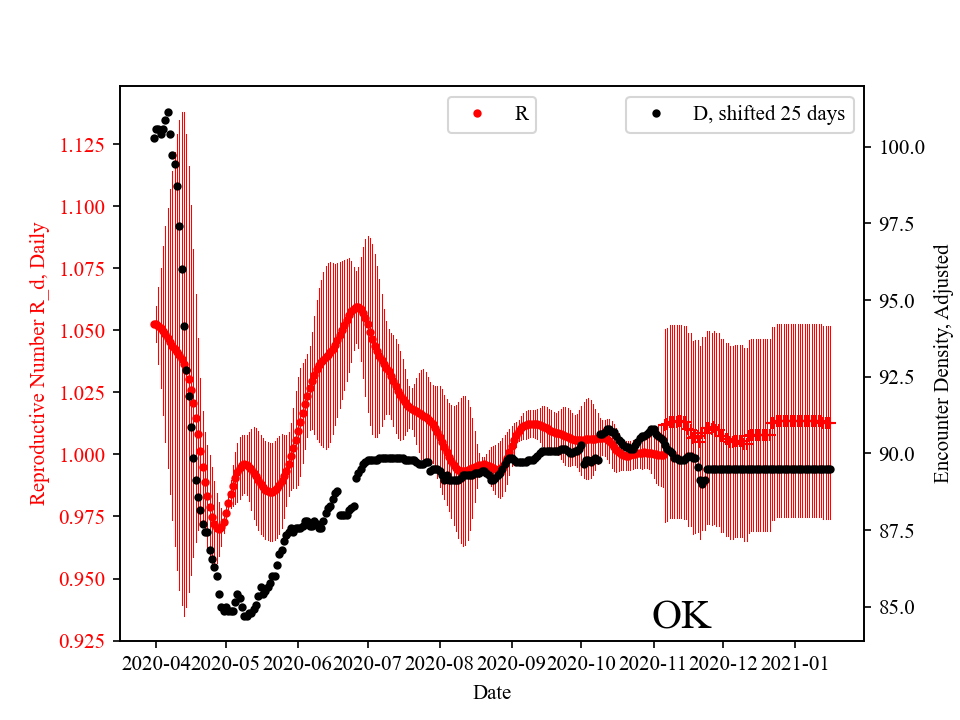 R
D, shifted 25 days
1.125
1.100
1.075
1.050
1.025
1.000
0.975
0.950
0.925
Reproductive Number R_d, Daily
100.0
97.5
95.0
92.5
90.0
87.5
85.0
Encounter Density, Adjusted
OK
2020-04 2020-05 2020-06 2020-07 2020-08 2020-09 2020-10 2020-11 2020-12 2021-01
Date